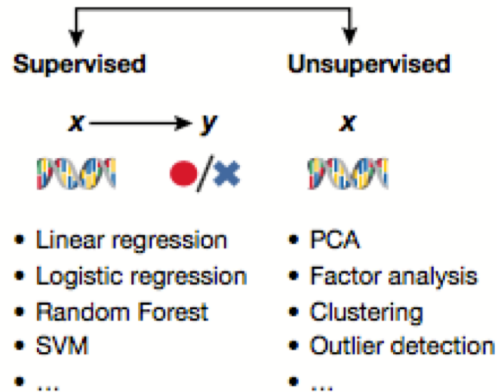 Supervised
x y
/
• Linear regression
• Logistic regression
• Random Forest
• SVM
• ...
Unsupervised
x
• PCA
• Factor analysis
• Clustering
• Outlier detection
• ...